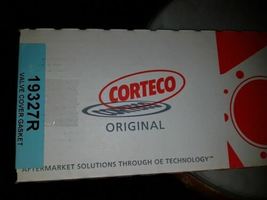 19327R
VALVE COVER GASKET
CORTECO
ORIGINAL
AFTERMARKET SOLUTIONS THROUGH OE TECHNOLOGY™